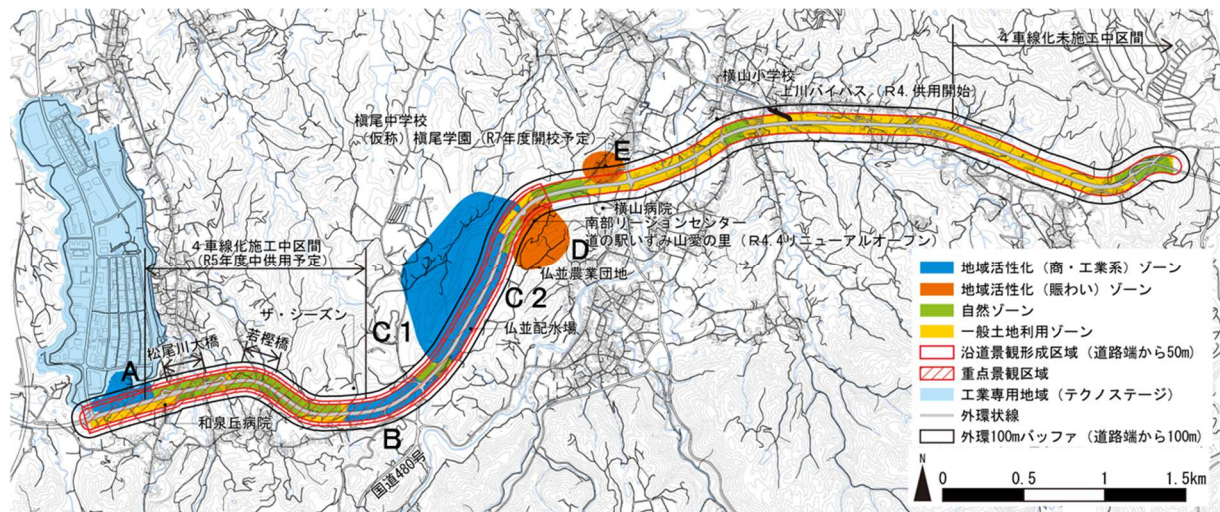 4車線化未施工中区間
横山小学校
上川バイパス（R4.供用開始）
槇尾中学校
（仮称）槇尾学園（R7年度開校予定）
E
横山病院
南部リージョンセンター
道の駅いずみ山愛の里（R4.4リニューアルオープン）
D
仏並農業団地
4車線化施工中区間
(R5年度中供用予定)
C2
ザ・シーズン
C1
仏並配水場
若樫橋
松尾川大橋
A
和泉丘病院
B
国道480号
地域活性化（商・工業系）ゾーン
地域活性化（賑わい）ゾーン
自然ゾーン
一般土地利用ゾーン
沿道景観形成区域（道路端から50m）
重点景観区域
工業専用地域（テクノステージ）
外環状線
外環100mバッファ（道路端から100m）
N
0 0.5 1 1.5km